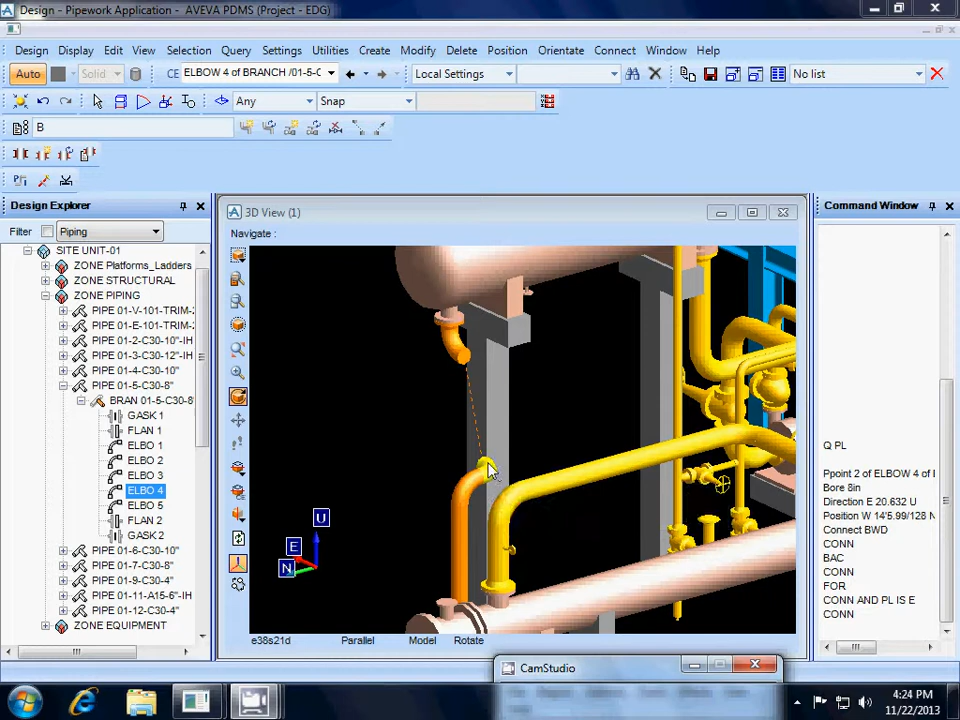 Design - Pipework Application - AVEVA PDMS (Project - EDG)
Design Display Edit View Selection Query Settings Utilities Create Modify Delete Position Orientate Connect Window Help
Auto Solid CE ELBOW 4 of BRANCH /01-5-C Local Settings No list
Any Snap
B
Design Explorer
Filter Piping
SITE UNIT-01
ZONE Platforms_Ladders
ZONE STRUCTURAL
ZONE PIPING
PIPE 01-V-101-TRIM-
PIPE 01-E-101-TRIM-
PIPE 01-2-C30-10"-IH
PIPE 01-3-C30-12"-IH
PIPE 01-4-C30-10"
PIPE 01-5-C30-8"
BRAN 01-5-C30-8
GASK 1
FLAN 1
ELBO 1
ELBO 2
ELBO 3
ELBO 4
ELBO 5
FLAN 2
GASK 2
PIPE 01-6-C30-10"
PIPE 01-7-C30-8"
PIPE 01-9-C30-4"
PIPE 01-11-A15-6"-IH
PIPE 01-12-C30-4"
ZONE EQUIPMENT
3D View (1)
Navigate :
U
E
N
e38s21d Parallel Model Rotate
Command Window
Q PL
Ppoint 2 of ELBOW 4 of
Bore 8in
Direction E 20.632 U
Position W 14'5.99/128 N
Connect BWD
CONN
BAC
CONN
FOR
CONN AND PL IS E
CONN
CamStudio
4:24 PM
11/22/2013